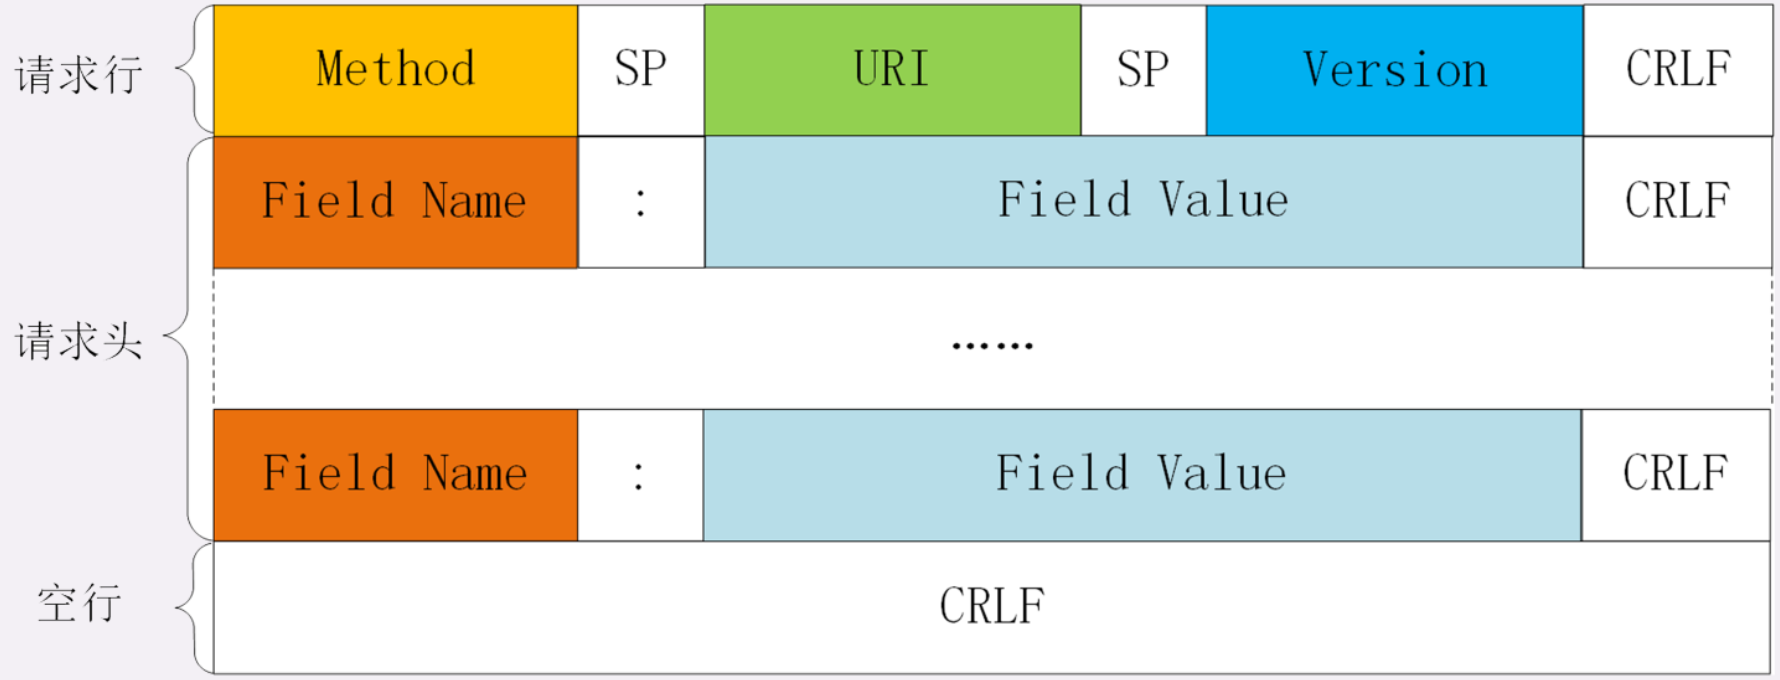 请求行 Method SP URI SP Version CRLF
Field Name : Field Value CRLF
请求头 ……
Field Name : Field Value CRLF
空行 CRLF